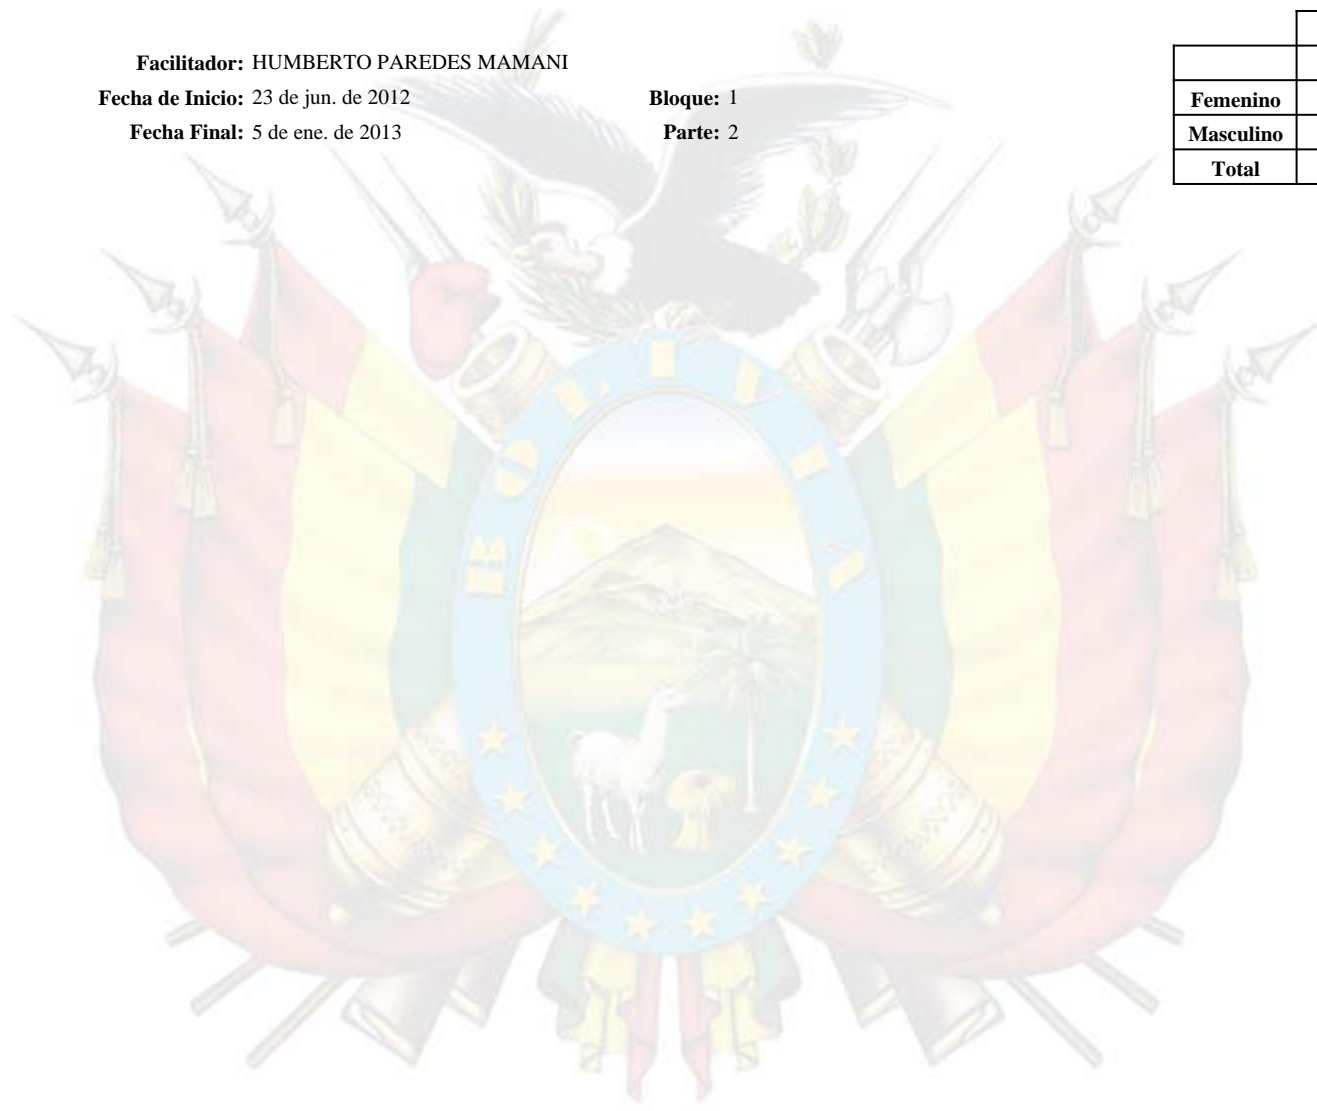 Facilitador: HUMBERTO PAREDES MAMANI
Fecha de Inicio: 23 de jun. de 2012 Bloque: 1
Fecha Final: 5 de ene. de 2013 Parte: 2
Femenino
Masculino
Total
BOLIVIA